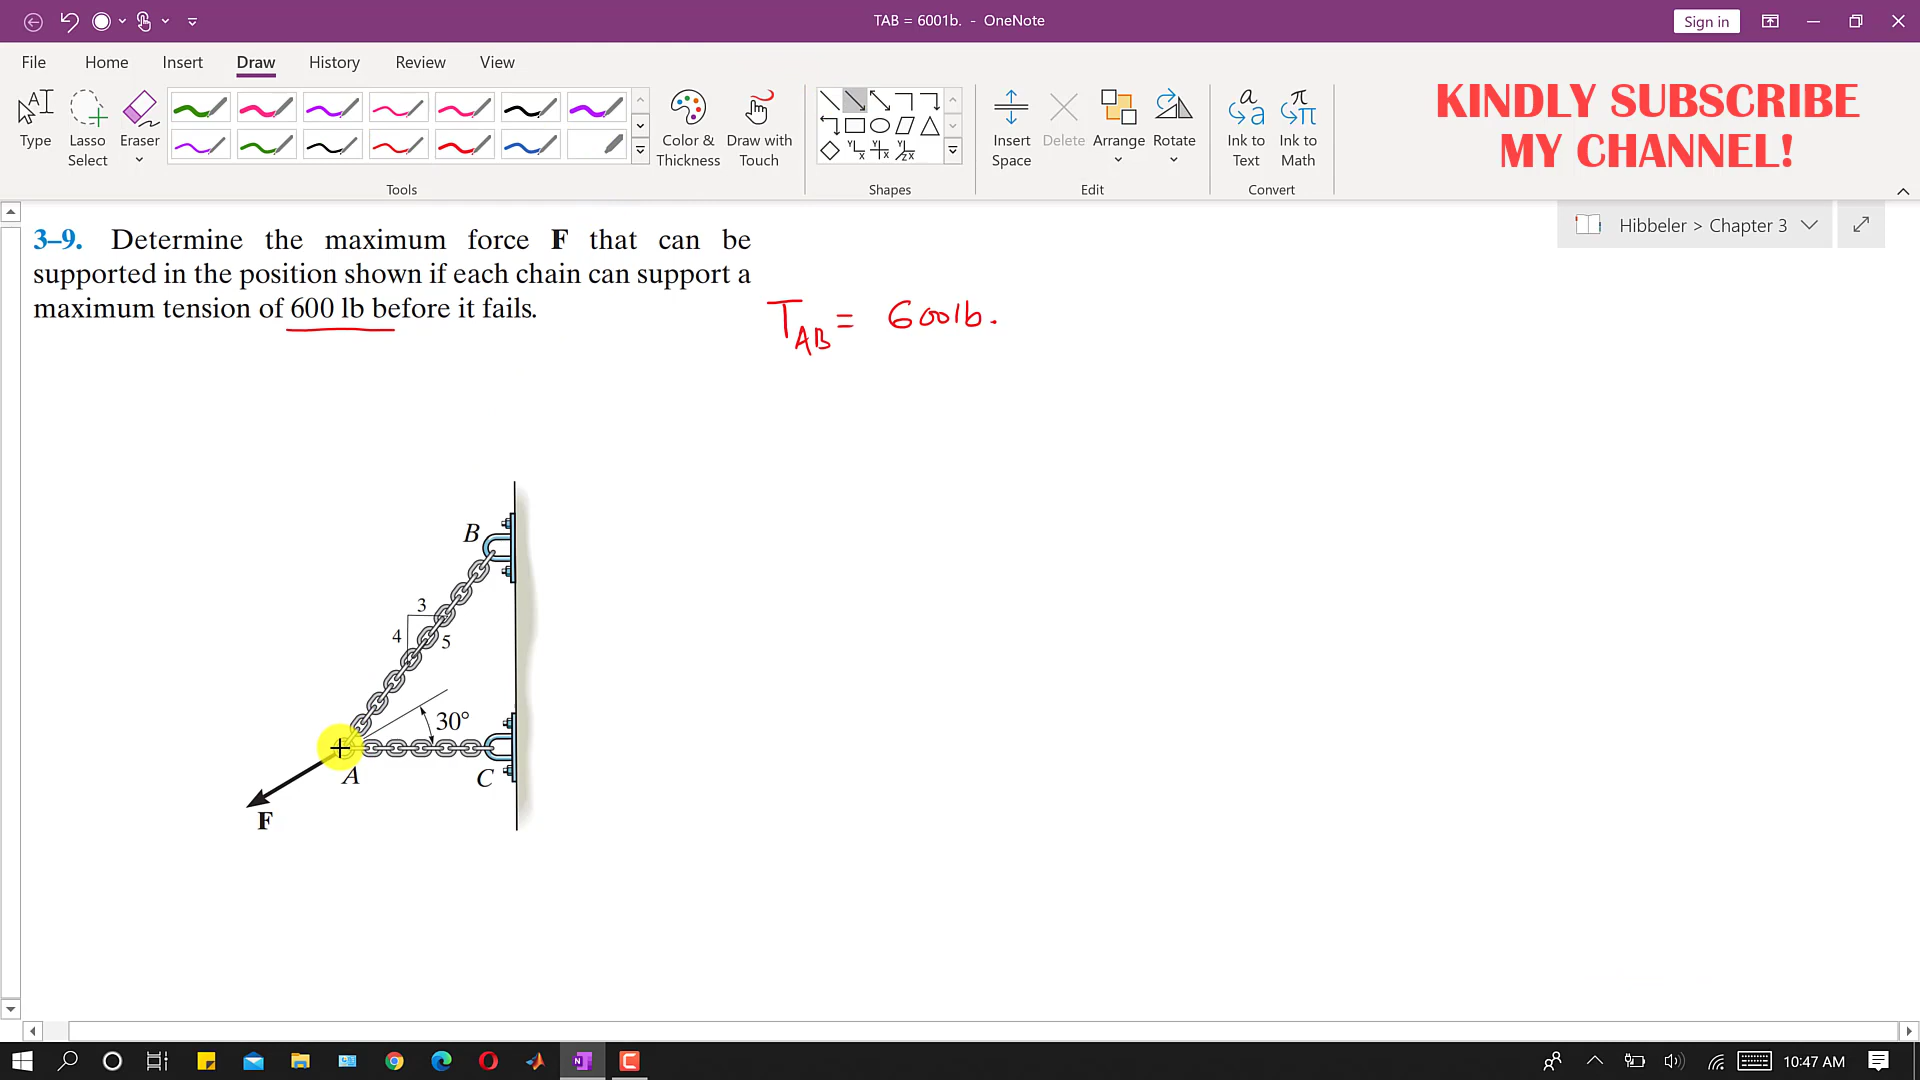 TAB = 6001b. - OneNote
Sign in
File Home Insert Draw History Review View
Type
Lasso Select
Eraser
Color & Thickness
Draw with Touch
Insert Space
Delete
Arrange
Rotate
Ink to Text
Ink to Math
Tools
Shapes
Edit
Convert
KINDLY SUBSCRIBE
MY CHANNEL!
Hibbeler > Chapter 3
3–9. Determine the maximum force F that can be
supported in the position shown if each chain can support a
maximum tension of 600 lb before it fails.
TAB = 600lb.
B
3
4
5
30°
A
C
F
10:47 AM